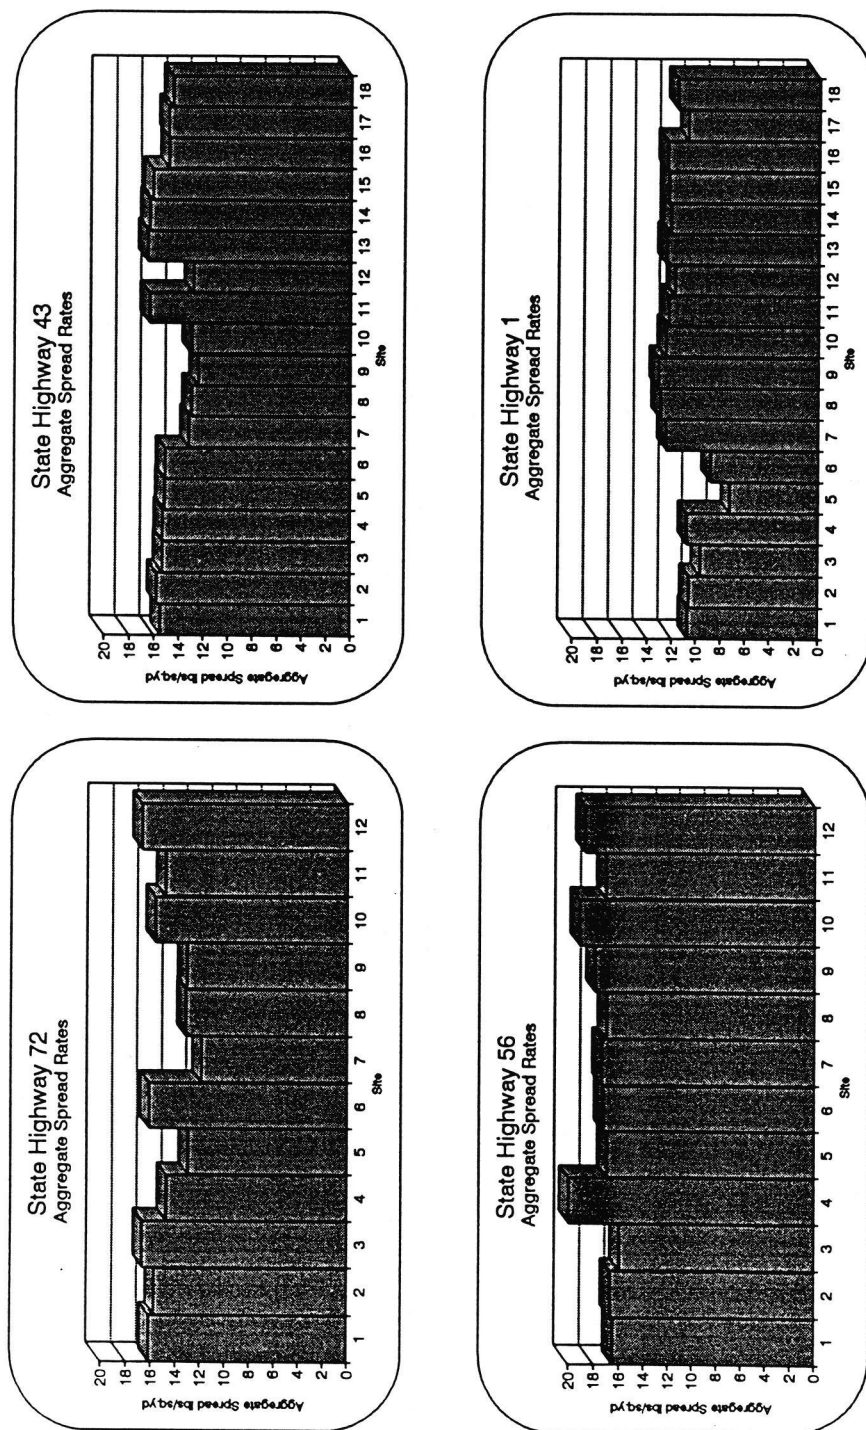 State Highway 72
Aggregate Spread Rates
Aggregate Spread lbs/sq.yd
20
18
16
14
12
10
8
6
4
2
0
1 2 3 4 5 6 7 8 9 10 11 12
Site
State Highway 43
Aggregate Spread Rates
Aggregate Spread lbs/sq.yd
20
18
16
14
12
10
8
6
4
2
0
1 2 3 4 5 6 7 8 9 10 11 12 13 14 15 16 17 18
Site
State Highway 56
Aggregate Spread Rates
Aggregate Spread lbs/sq.yd
20
18
16
14
12
10
8
6
4
2
0
1 2 3 4 5 6 7 8 9 10 11 12
Site
State Highway 1
Aggregate Spread Rates
Aggregate Spread lbs/sq.yd
20
18
16
14
12
10
8
6
4
2
0
1 2 3 4 5 6 7 8 9 10 11 12 13 14 15 16 17 18
Site